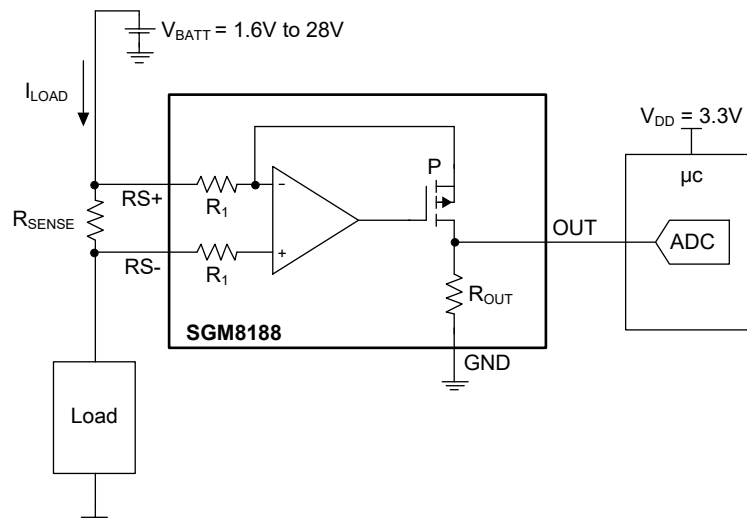 V_BATT = 1.6V to 28V
I_LOAD
V_DD = 3.3V
P
μc
RS+
R_1
−
R_SENSE
OUT
ADC
RS-
R_1
+
R_OUT
SGM8188
GND
Load